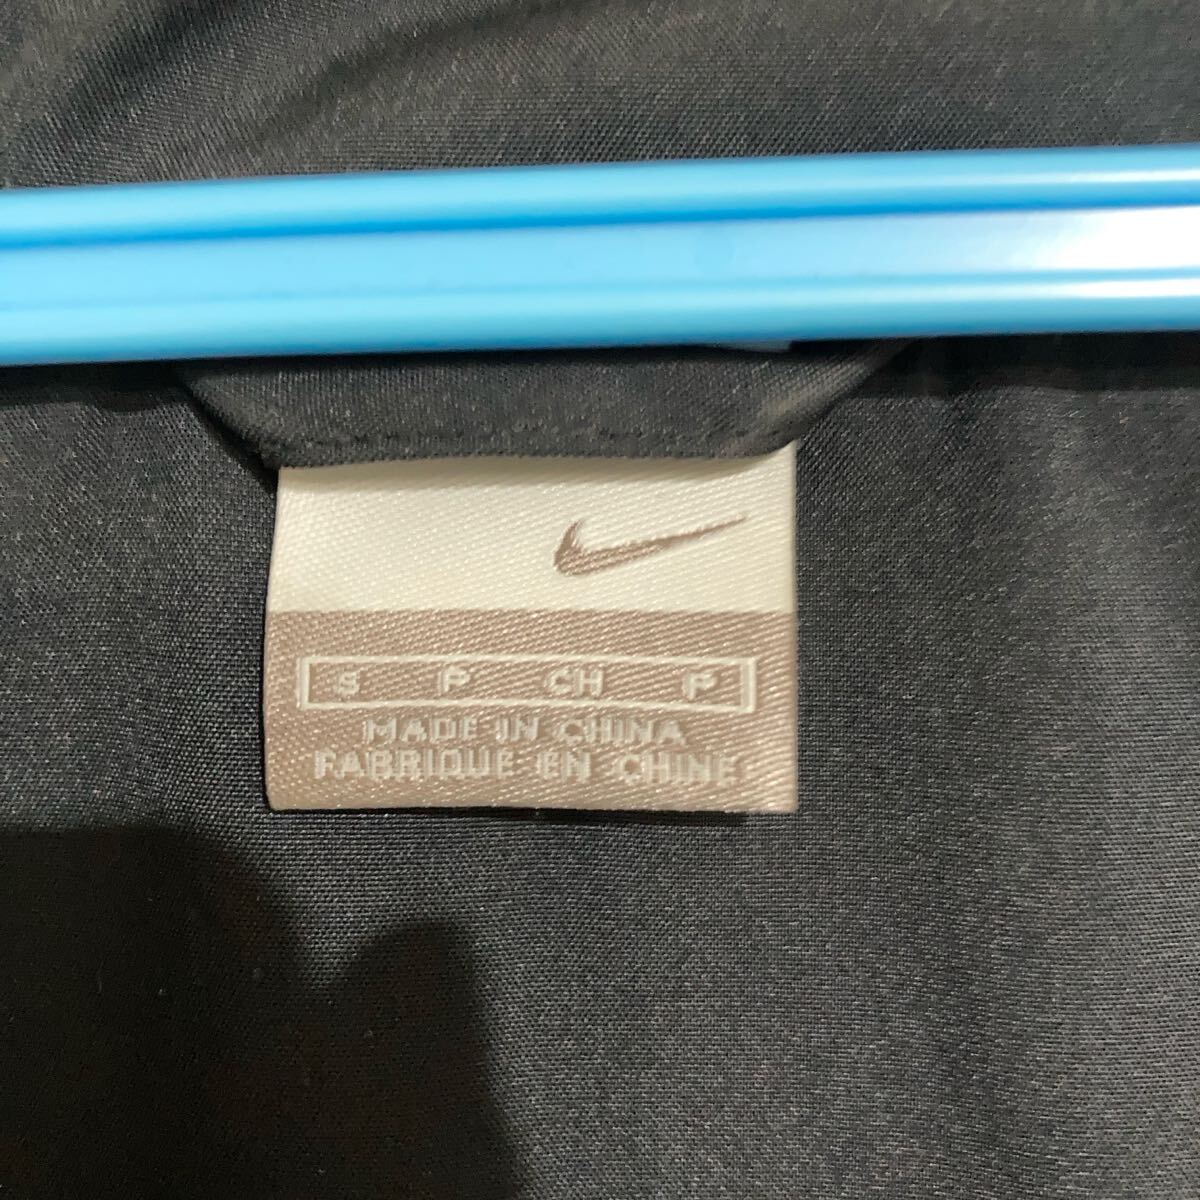 S P CH P
MADE IN CHINA
FABRIQUE EN CHINE